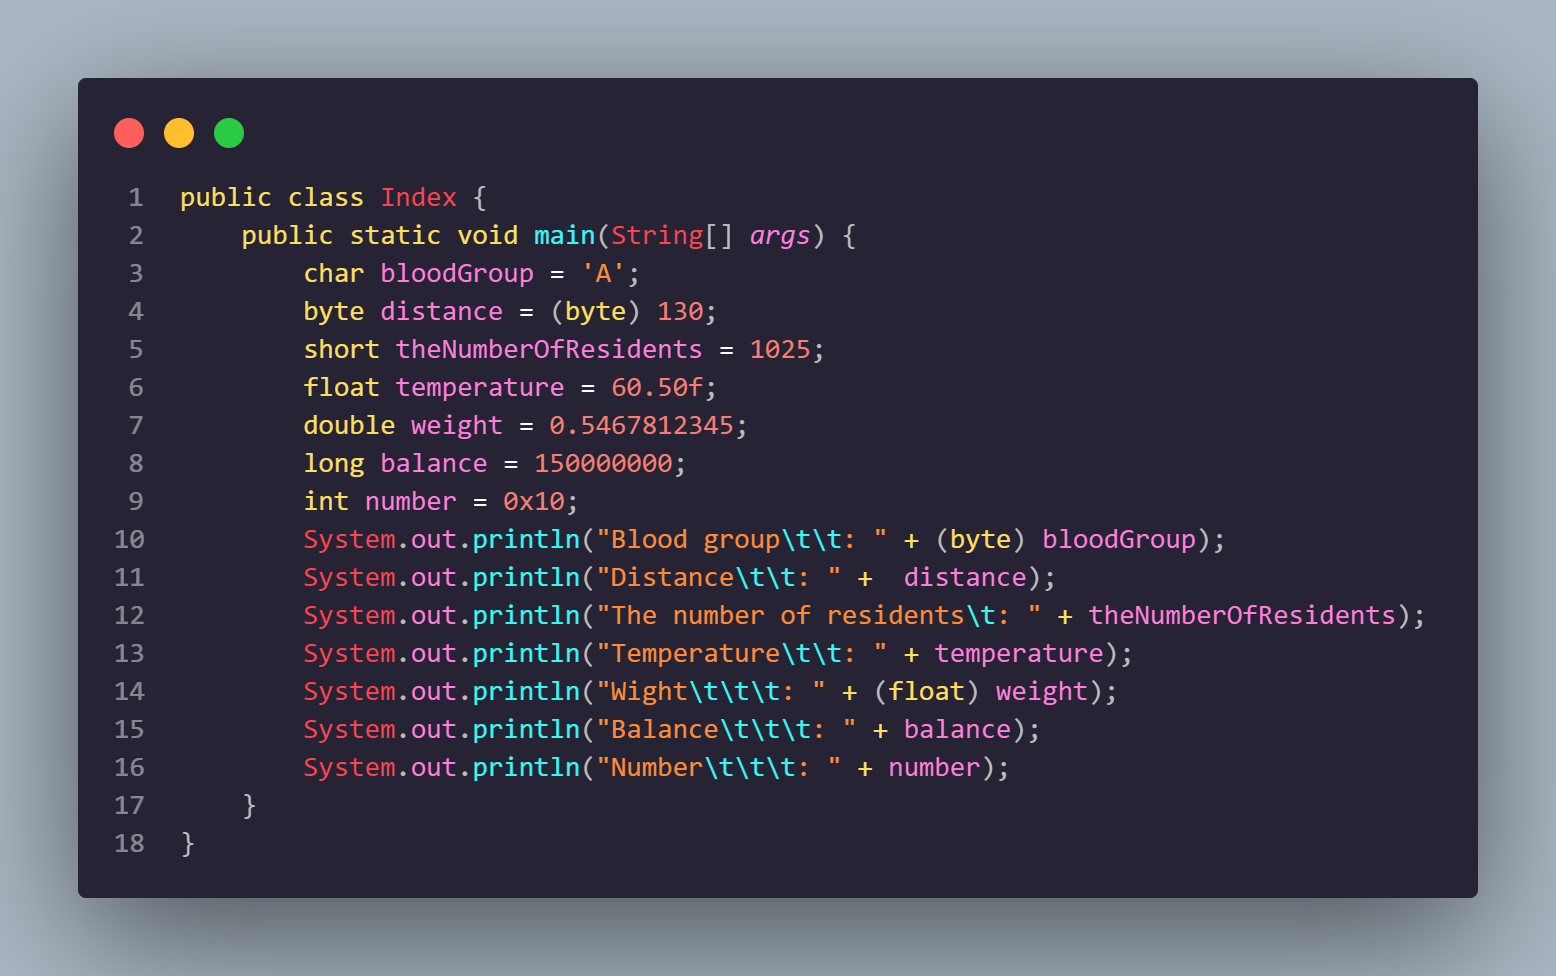 1 public class Index {
2     public static void main(String[] args) {
3         char bloodGroup = 'A';
4         byte distance = (byte) 130;
5         short theNumberOfResidents = 1025;
6         float temperature = 60.50f;
7         double weight = 0.5467812345;
8         long balance = 150000000;
9         int number = 0x10;
10         System.out.println("Blood group\t\t: " + (byte) bloodGroup);
11         System.out.println("Distance\t\t: " +  distance);
12         System.out.println("The number of residents\t: " + theNumberOfResidents);
13         System.out.println("Temperature\t\t: " + temperature);
14         System.out.println("Wight\t\t\t: " + (float) weight);
15         System.out.println("Balance\t\t\t: " + balance);
16         System.out.println("Number\t\t\t: " + number);
17     }
18 }